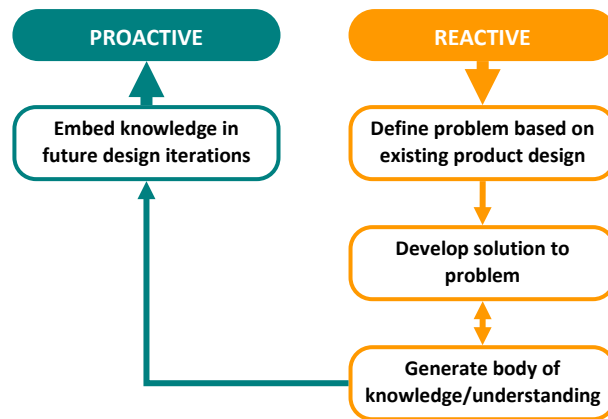 PROACTIVE
REACTIVE
Embed knowledge in
future design iterations
Define problem based on
existing product design
Develop solution to
problem
Generate body of
knowledge/understanding